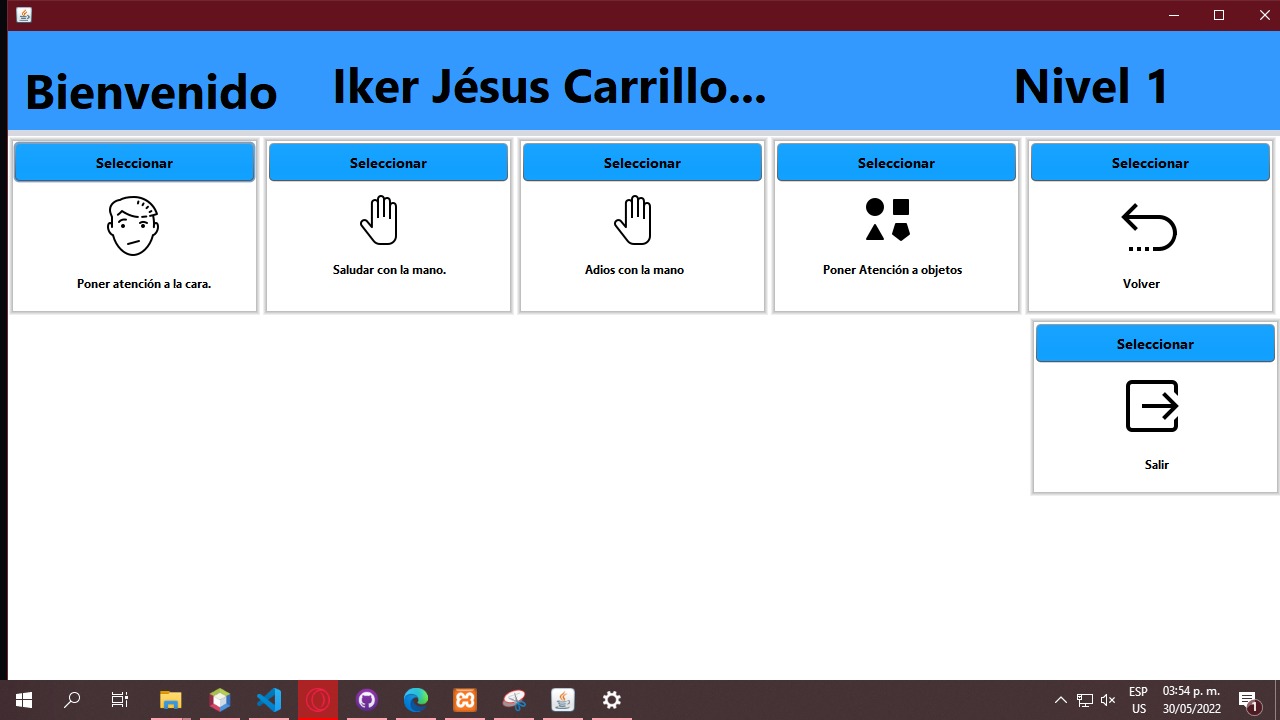 Bienvenido Iker Jésus Carrillo... Nivel 1
Seleccionar Seleccionar Seleccionar Seleccionar Seleccionar
Poner atención a la cara. Saludar con la mano. Adios con la mano Poner Atención a objetos Volver
Seleccionar
Salir
ESP 03:54 p. m.
US 30/05/2022 1